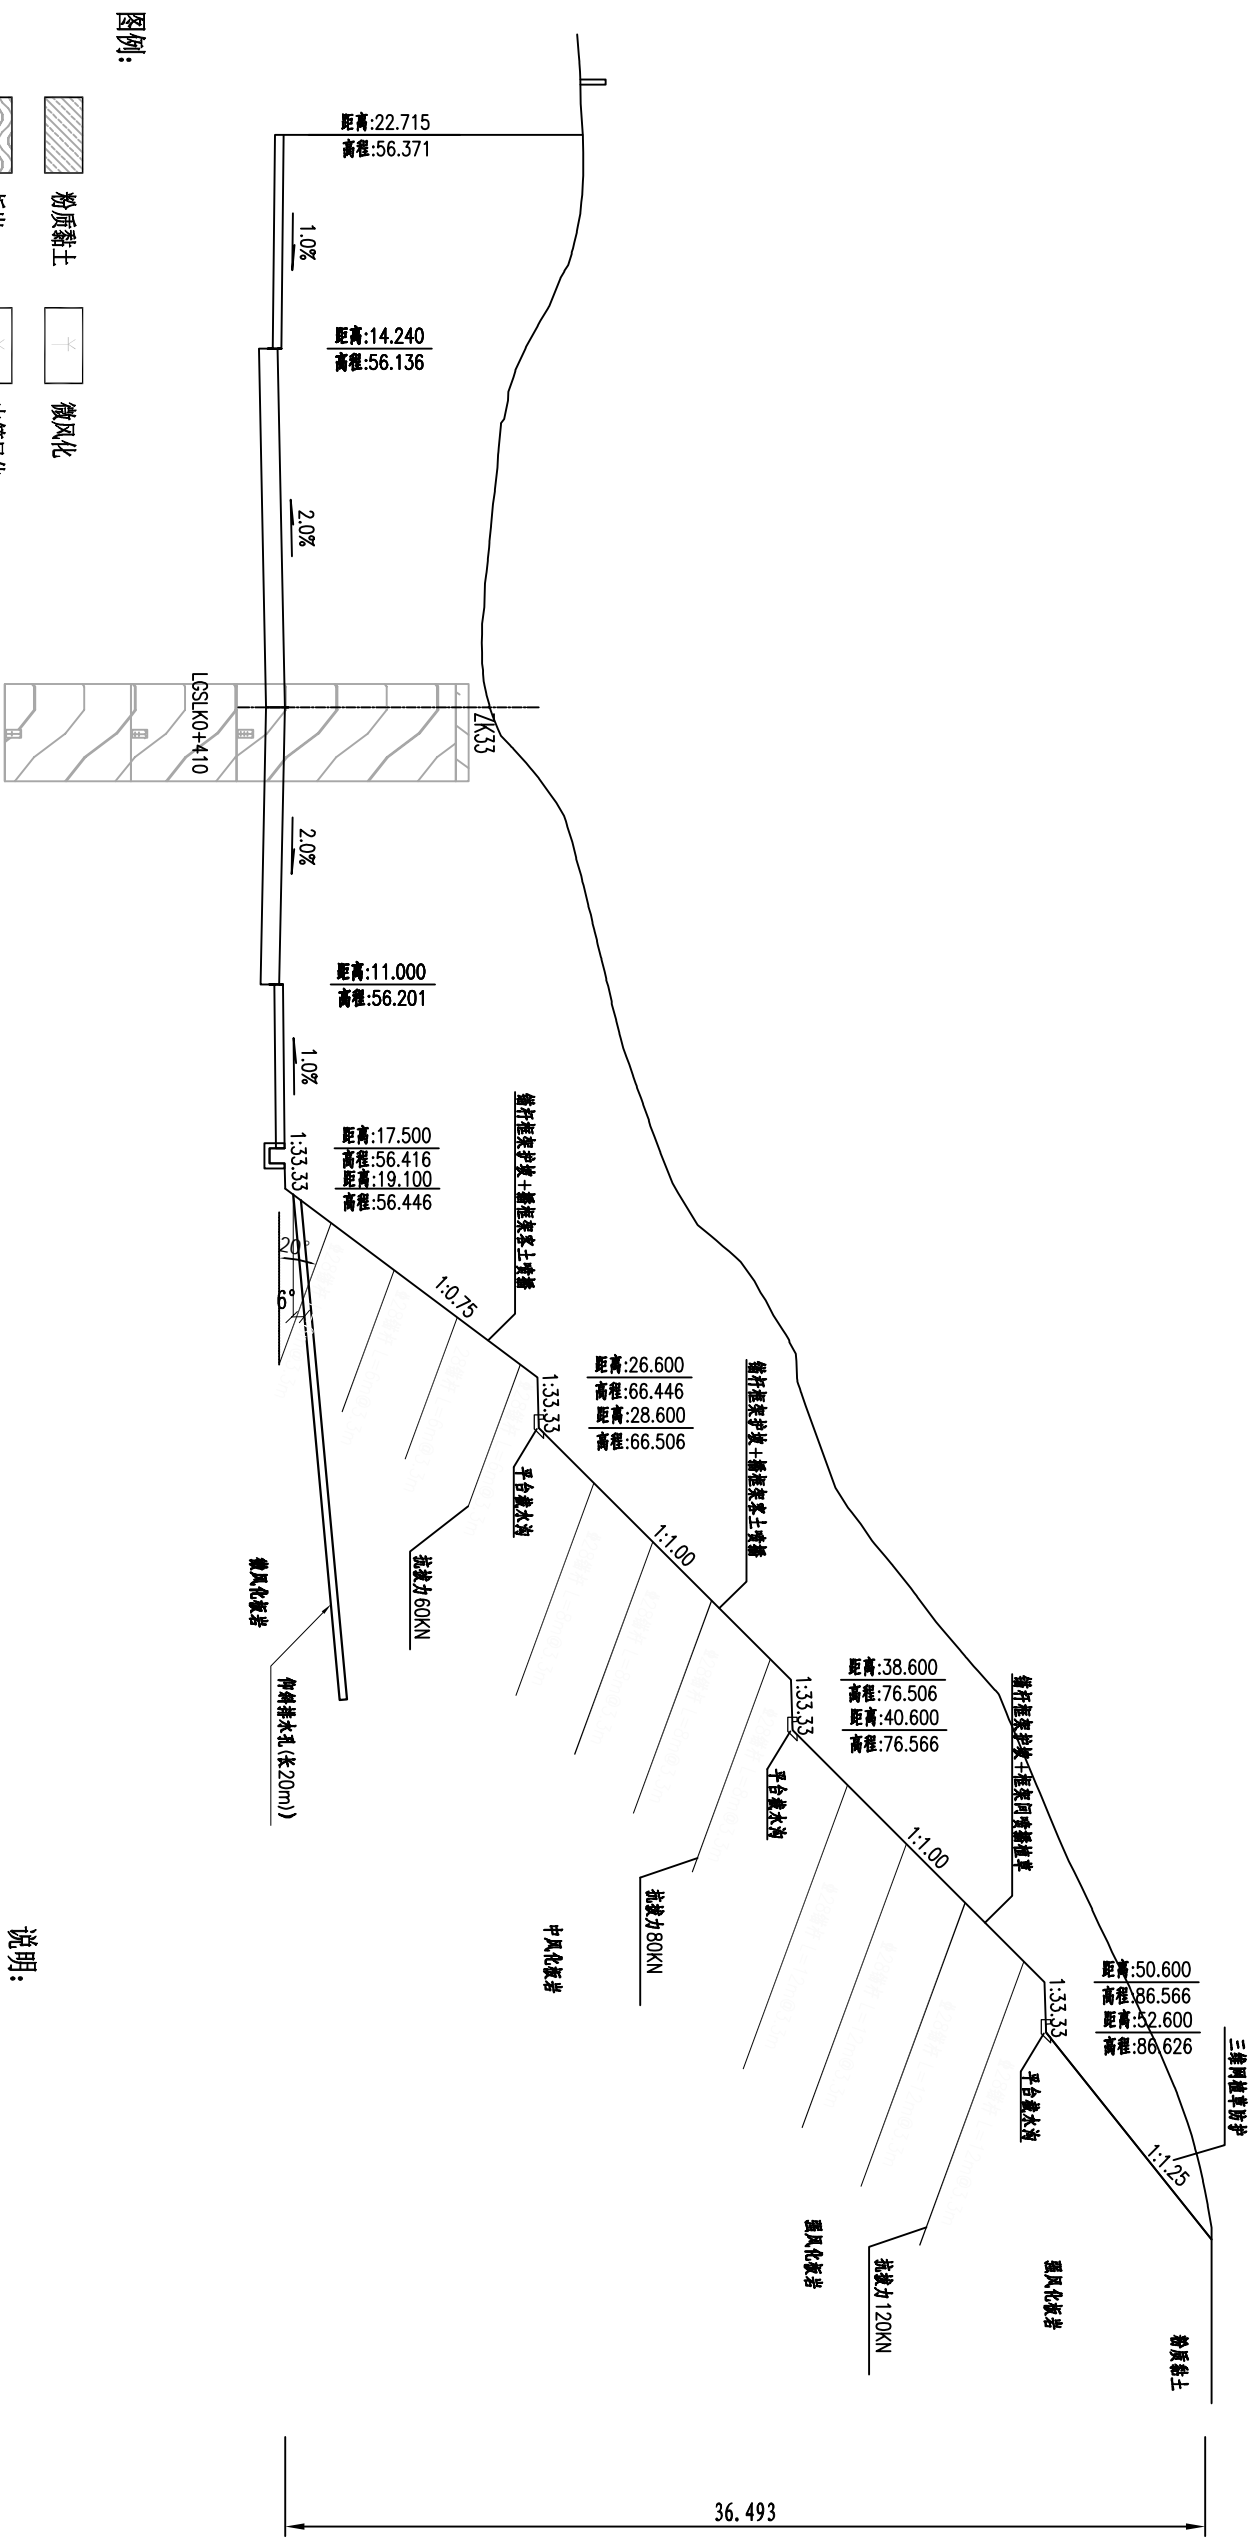 图例:
粉质黏土
微风化
距离:22.715
高程:56.371
1.0%
距离:14.240
高程:56.136
2.0%
LGSLK0+410
ZK33
2.0%
距离:11.000
高程:56.201
1.0%
距离:17.500
高程:56.416
距离:19.100
高程:56.446
1:33.33
20°
6°
锚杆框架护坡+播框架客土喷播
1:0.75
距离:26.600
高程:66.446
距离:28.600
高程:66.506
1:33.33
平台截水沟
抗拔力60KN
微风化板岩
仰斜排水孔(长20m))
锚杆框架护坡+播框架客土喷播
1:1.00
距离:38.600
高程:76.506
距离:40.600
高程:76.566
1:33.33
平台截水沟
抗拔力80KN
中风化板岩
锚杆框架护坡+框架间喷播植草
1:1.00
距离:50.600
高程:86.566
距离:52.600
高程:86.626
1:33.33
平台截水沟
三维网植草防护
1:1.25
强风化板岩
抗拔力120KN
强风化板岩
粉质黏土
36.493
说明: